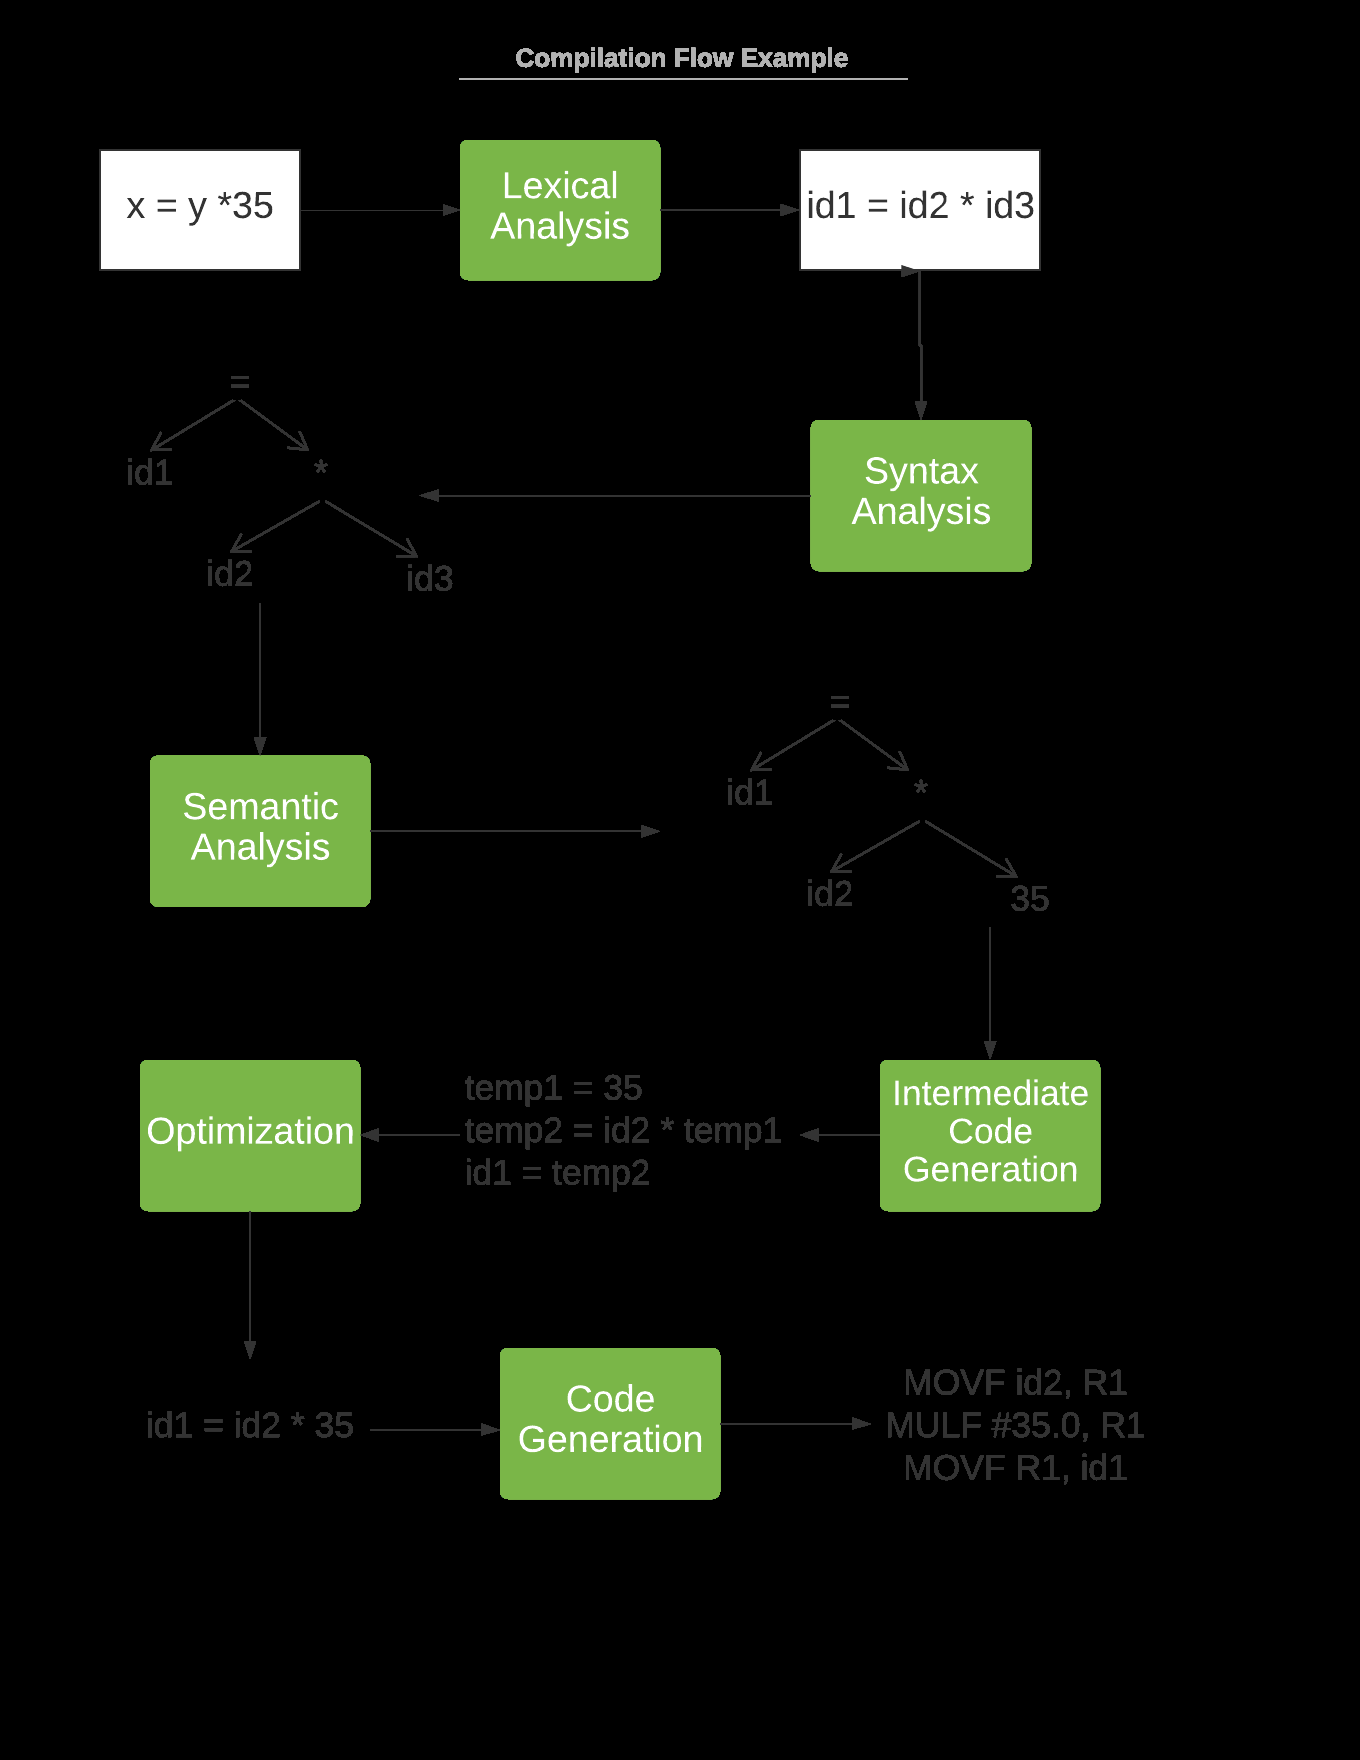 Compilation Flow Example
x = y *35
Lexical
Analysis
id1 = id2 * id3
=
id1
*
id2
id3
Syntax
Analysis
Semantic
Analysis
=
id1
*
id2
35
Intermediate
Code
Generation
temp1 = 35
temp2 = id2 * temp1
id1 = temp2
Optimization
id1 = id2 * 35
Code
Generation
MOVF id2, R1
MULF #35.0, R1
MOVF R1, id1